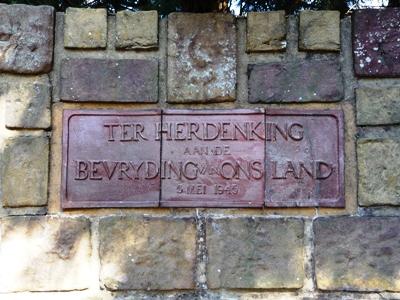 TER HERDENKING
AAN DE
BEVRYDING VAN ONS LAND
5 MEI 1945